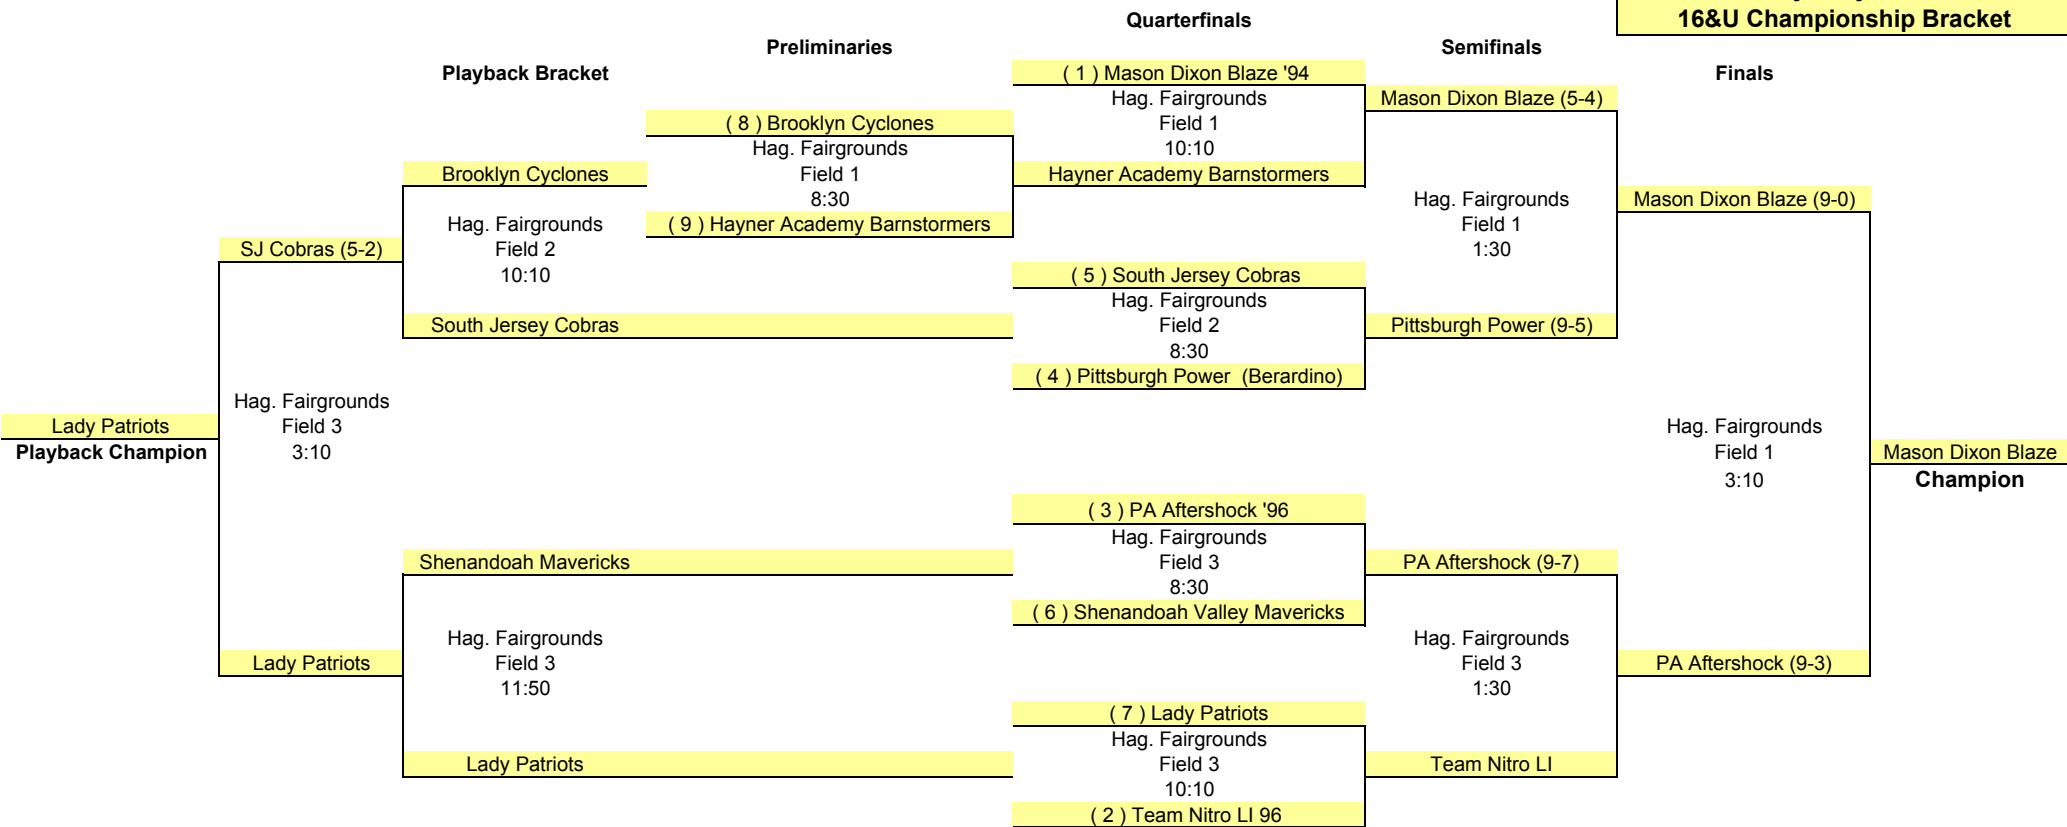 Quarterfinals
16&U Championship Bracket
Preliminaries
Semifinals
Playback Bracket
( 1 ) Mason Dixon Blaze '94
Finals
Hag. Fairgrounds
Mason Dixon Blaze (5-4)
( 8 ) Brooklyn Cyclones
Field 1
Hag. Fairgrounds
10:10
Brooklyn Cyclones
Field 1
Hayner Academy Barnstormers
8:30
Hag. Fairgrounds
Mason Dixon Blaze (9-0)
Hag. Fairgrounds
( 9 ) Hayner Academy Barnstormers
Field 1
SJ Cobras (5-2)
Field 2
1:30
10:10
( 5 ) South Jersey Cobras
Hag. Fairgrounds
South Jersey Cobras
Field 2
Pittsburgh Power (9-5)
8:30
( 4 ) Pittsburgh Power (Berardino)
Hag. Fairgrounds
Lady Patriots
Field 3
Hag. Fairgrounds
Playback Champion
3:10
Field 1
Mason Dixon Blaze
3:10
Champion
( 3 ) PA Aftershock '96
Hag. Fairgrounds
Shenandoah Mavericks
Field 3
PA Aftershock (9-7)
8:30
( 6 ) Shenandoah Valley Mavericks
Hag. Fairgrounds
Hag. Fairgrounds
Lady Patriots
Field 3
Field 3
PA Aftershock (9-3)
11:50
1:30
( 7 ) Lady Patriots
Hag. Fairgrounds
Lady Patriots
Field 3
Team Nitro LI
10:10
( 2 ) Team Nitro LI 96